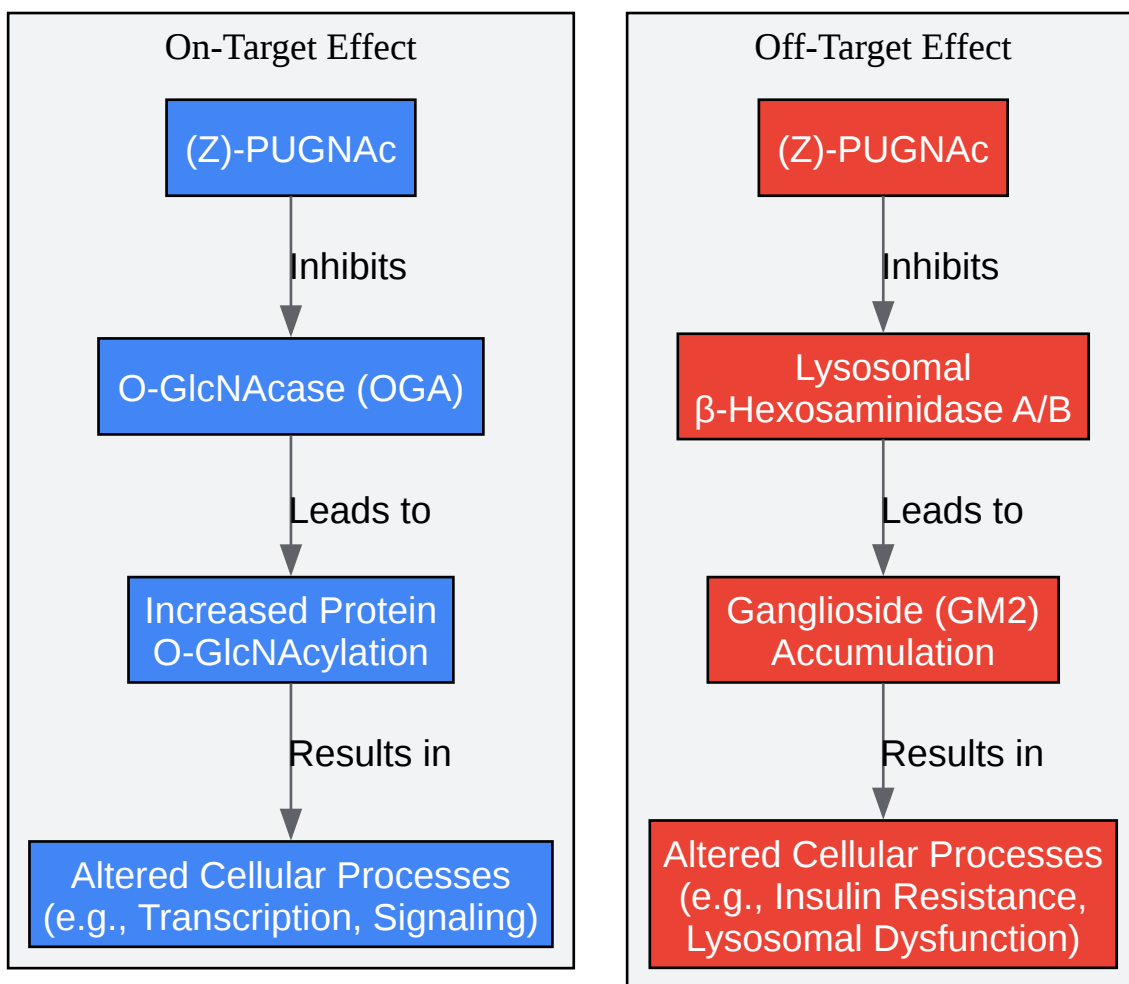 On-Target Effect
(Z)-PUGNAc
Inhibits
O-GlcNAcase (OGA)
Leads to
Increased Protein
O-GlcNAcylation
Results in
Altered Cellular Processes
(e.g., Transcription, Signaling)
Off-Target Effect
(Z)-PUGNAc
Inhibits
Lysosomal
β-Hexosaminidase A/B
Leads to
Ganglioside (GM2)
Accumulation
Results in
Altered Cellular Processes
(e.g., Insulin Resistance,
Lysosomal Dysfunction)